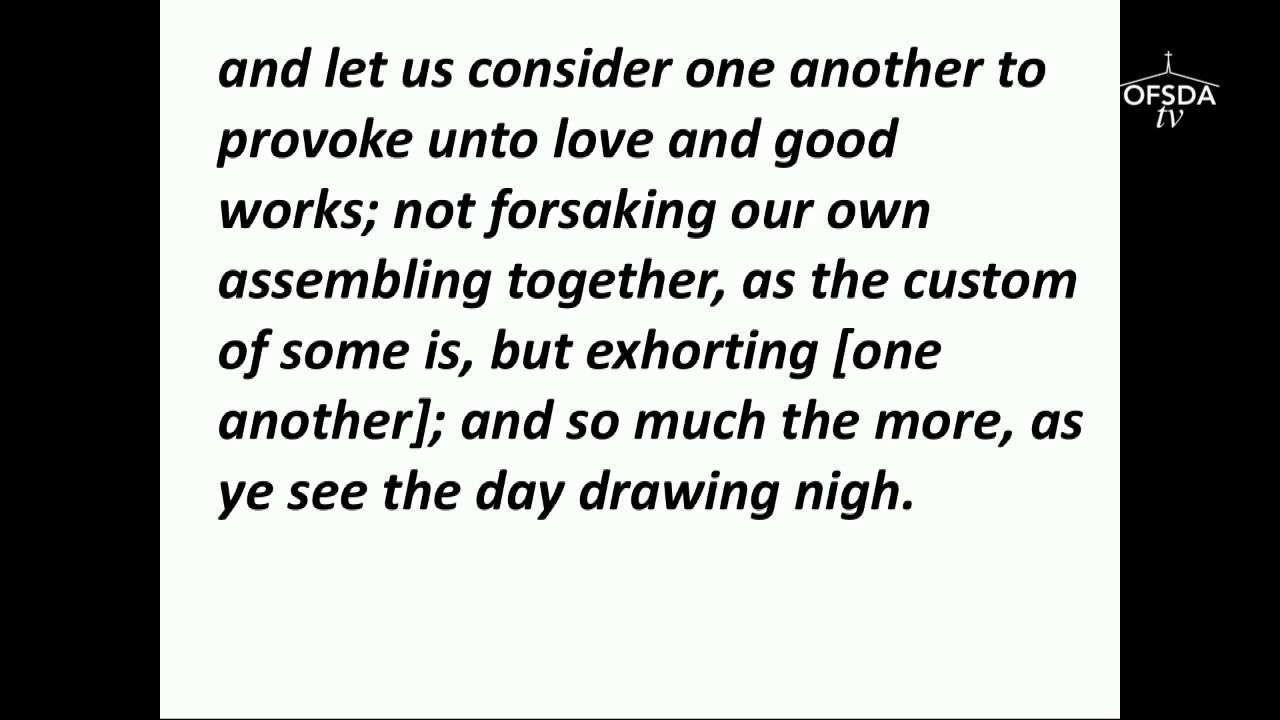 and let us consider one another to
provoke unto love and good
works; not forsaking our own
assembling together, as the custom
of some is, but exhorting [one
another]; and so much the more, as
ye see the day drawing nigh.
OFSDA
tv